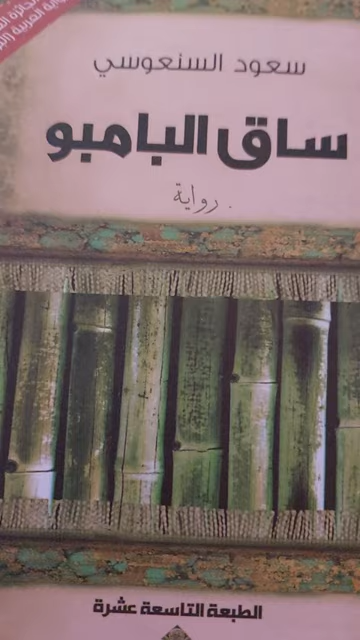 سعود السنعوسي
ساق البامبو
رواية
الطبعة التاسعة عشرة